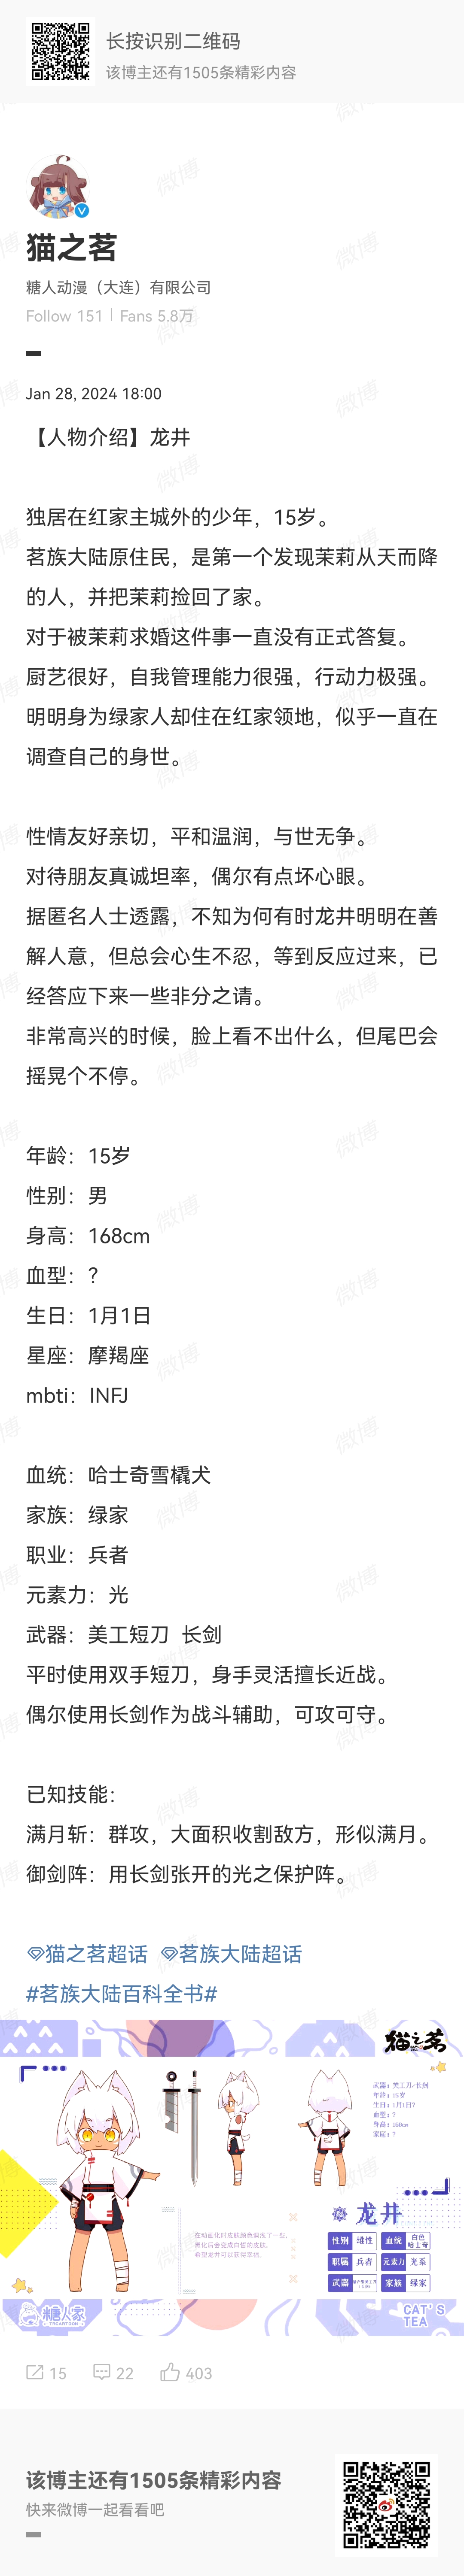 长按识别二维码
该博主还有1505条精彩内容
猫之茗
糖人动漫（大连）有限公司
Follow 151 | Fans 5.8万
Jan 28, 2024 18:00
【人物介绍】龙井
独居在红家主城外的少年，15岁。
茗族大陆原住民，是第一个发现茉莉从天而降
的人，并把茉莉捡回了家。
对于被茉莉求婚这件事一直没有正式答复。
厨艺很好，自我管理能力很强，行动力极强。
明明身为绿家人却住在红家领地，似乎一直在
调查自己的身世。
性情友好亲切，平和温润，与世无争。
对待朋友真诚坦率，偶尔有点坏心眼。
据匿名人士透露，不知为何有时龙井明明在善
解人意，但总会心生不忍，等到反应过来，已
经答应下来一些非分之请。
非常高兴的时候，脸上看不出什么，但尾巴会
摇晃个不停。
年龄：15岁
性别：男
身高：168cm
血型：?
生日：1月1日
星座：摩羯座
mbti：INFJ
血统：哈士奇雪橇犬
家族：绿家
职业：兵者
元素力：光
武器：美工短刀 长剑
平时使用双手短刀，身手灵活擅长近战。
偶尔使用长剑作为战斗辅助，可攻可守。
已知技能：
满月斩：群攻，大面积收割敌方，形似满月。
御剑阵：用长剑张开的光之保护阵。
猫之茗超话 茗族大陆超话
#茗族大陆百科全书#
猫之茗
武器：美工刀+长剑
年龄：15岁
生日：1月1日?
血型：?
身高：168cm
家庭：?
龙井
性别 雄性 血统 白色哈士奇
职属 兵者 元素力 光系
武器 家族 绿家
糖人家
CAT'S
TEA
15 22 403
该博主还有1505条精彩内容
快来微博一起看看吧